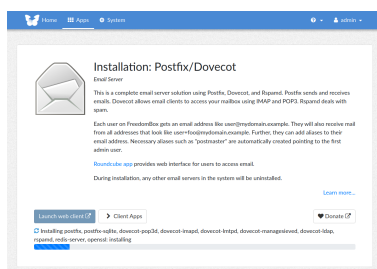 Home Apps System admin
Installation: Postfix/Dovecot
Email Server
This is a complete email server solution using Postfix, Dovecot, and Rspamd. Postfix sends and receives
emails. Dovecot allows email clients to access your mailbox using IMAP and POP3. Rspamd deals with
spam.
Each user on FreedomBox gets an email address like user@mydomain.example. They will also receive mail
from all addresses that look like user+foo@mydomain.example. Further, they can add aliases to their
email address. Necessary aliases such as "postmaster" are automatically created pointing to the first
admin user.
Roundcube app provides web interface for users to access email.
During installation, any other email servers in the system will be uninstalled.
Learn more...
Launch web client Client Apps Donate
Installing postfix, postfix-sqlite, dovecot-pop3d, dovecot-imapd, dovecot-lmtpd, dovecot-managesieved, dovecot-ldap,
rspamd, redis-server, openssl: installing